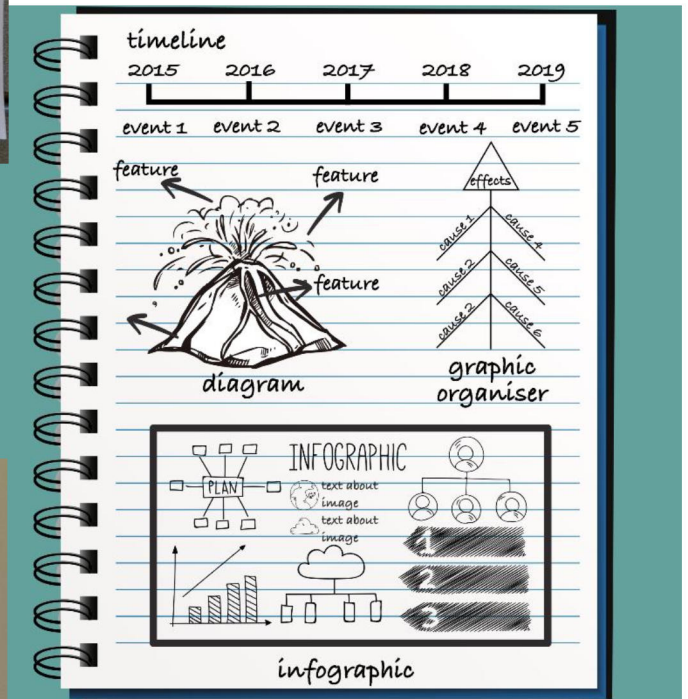 timeline
2015 2016 2017 2018 2019
event 1 event 2 event 3 event 4 event 5
feature
feature
feature
diagram
effects
cause 1
cause 4
cause 2
cause 5
cause 2
cause 6
graphic
organiser
INFOGRAPHIC
PLAN
text about
image
text about
image
1
2
3
infographic